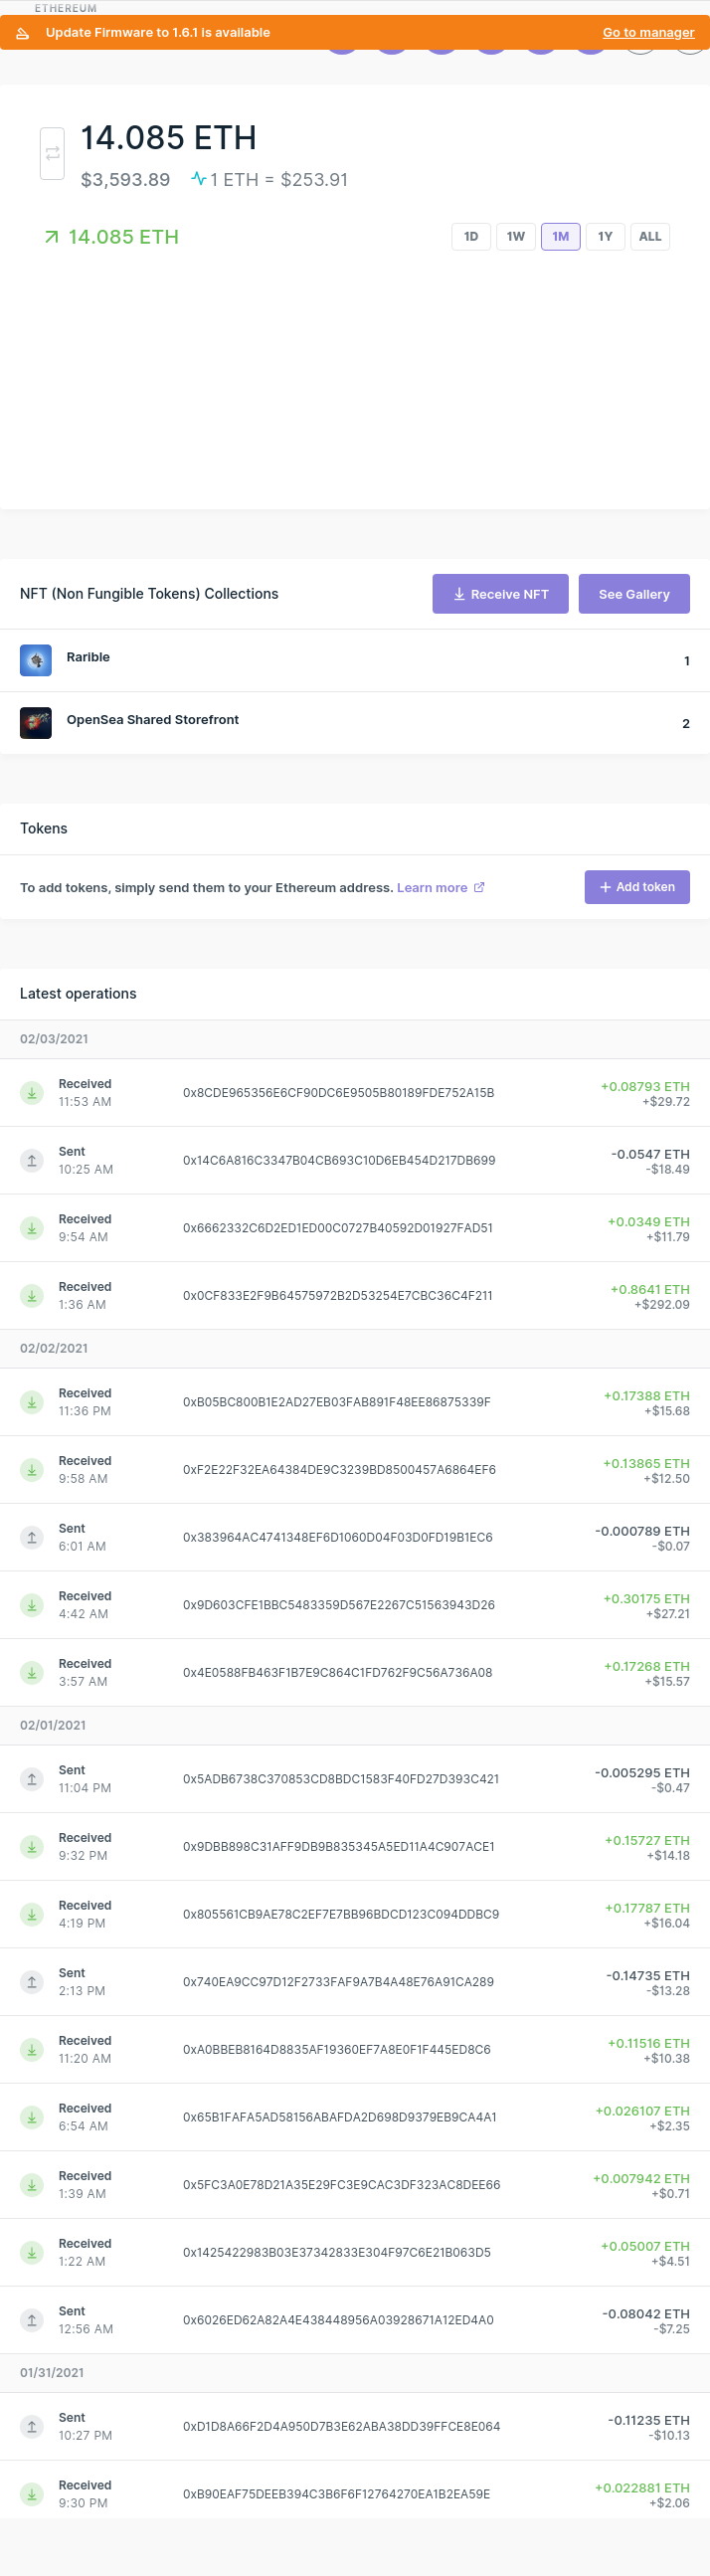 ETHEREUM
Update Firmware to 1.6.1 is available
Go to manager
14.085 ETH
$3,593.89 1 ETH = $253.91
14.085 ETH
1D 1W 1M 1Y ALL
NFT (Non Fungible Tokens) Collections
Receive NFT
See Gallery
Rarible 1
OpenSea Shared Storefront 2
Tokens
To add tokens, simply send them to your Ethereum address. Learn more
Add token
Latest operations
02/03/2021
Received +0.08793 ETH
11:53 AM 0x8CDE965356E6CF90DC6E9505B80189FDE752A15B +$29.72
Sent -0.0547 ETH
10:25 AM 0x14C6A816C3347B04CB693C10D6EB454D217DB699 -$18.49
Received +0.0349 ETH
9:54 AM 0x6662332C6D2ED1ED00C0727B40592D01927FAD51 +$11.79
Received +0.8641 ETH
1:36 AM 0x0CF833E2F9B64575972B2D53254E7CBC36C4F211 +$292.09
02/02/2021
Received +0.17388 ETH
11:36 PM 0xB05BC800B1E2AD27EB03FAB891F48EE86875339F +$15.68
Received +0.13865 ETH
9:58 AM 0xF2E22F32EA64384DE9C3239BD8500457A6864EF6 +$12.50
Sent -0.000789 ETH
6:01 AM 0x383964AC4741348EF6D1060D04F03D0FD19B1EC6 -$0.07
Received +0.30175 ETH
4:42 AM 0x9D603CFE1BBC5483359D567E2267C51563943D26 +$27.21
Received +0.17268 ETH
3:57 AM 0x4E0588FB463F1B7E9C864C1FD762F9C56A736A08 +$15.57
02/01/2021
Sent -0.005295 ETH
11:04 PM 0x5ADB6738C370853CD8BDC1583F40FD27D393C421 -$0.47
Received +0.15727 ETH
9:32 PM 0x9DBB898C31AFF9DB9B835345A5ED11A4C907ACE1 +$14.18
Received +0.17787 ETH
4:19 PM 0x805561CB9AE78C2EF7E7BB96BDCD123C094DDBC9 +$16.04
Sent -0.14735 ETH
2:13 PM 0x740EA9CC97D12F2733FAF9A7B4A48E76A91CA289 -$13.28
Received +0.11516 ETH
11:20 AM 0xA0BBEB8164D8835AF19360EF7A8E0F1F445ED8C6 +$10.38
Received +0.026107 ETH
6:54 AM 0x65B1FAFA5AD58156ABAFDA2D698D9379EB9CA4A1 +$2.35
Received +0.007942 ETH
1:39 AM 0x5FC3A0E78D21A35E29FC3E9CAC3DF323AC8DEE66 +$0.71
Received +0.05007 ETH
1:22 AM 0x1425422983B03E37342833E304F97C6E21B063D5 +$4.51
Sent -0.08042 ETH
12:56 AM 0x6026ED62A82A4E438448956A03928671A12ED4A0 -$7.25
01/31/2021
Sent -0.11235 ETH
10:27 PM 0xD1D8A66F2D4A950D7B3E62ABA38DD39FFCE8E064 -$10.13
Received +0.022881 ETH
9:30 PM 0xB90EAF75DEEB394C3B6F6F12764270EA1B2EA59E +$2.06